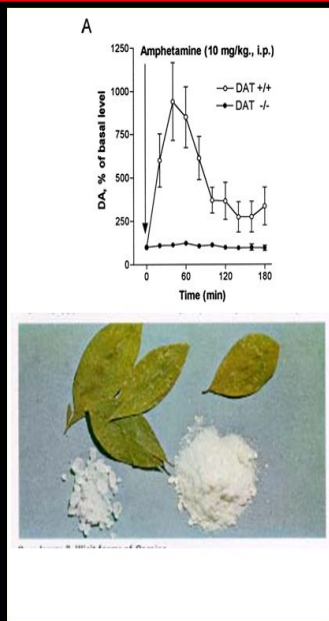 A
Amphetamine (10 mg/kg., i.p.)
DAT +/+
DAT -/-
DA, % of basal level
1250
1000
750
500
250
0
0 60 120 180
Time (min)